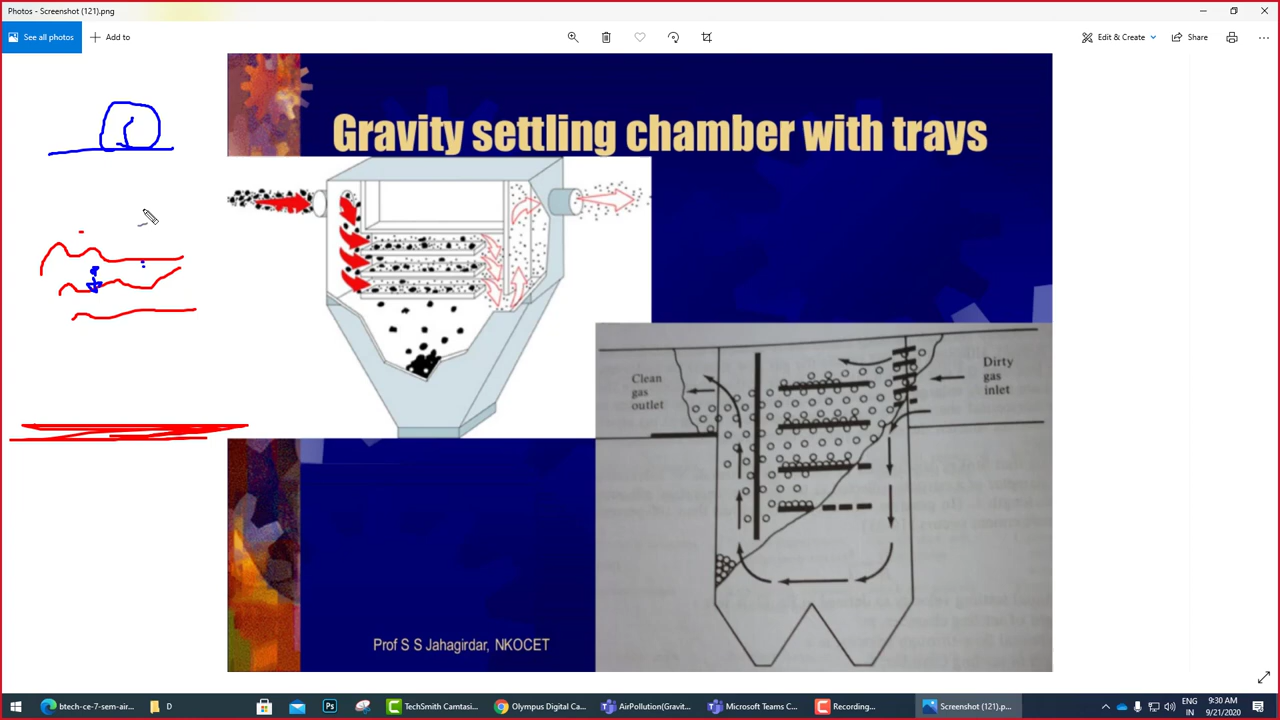 Photos - Screenshot (121).png
See all photos
Add to
Edit & Create
Share
Gravity settling chamber with trays
Clean
gas
outlet
Dirty
gas
inlet
Prof S S Jahagirdar, NKOCET
btech-ce-7-sem-air...
D
TechSmith Camtasi...
Olympus Digital Ca...
AirPollution(Gravit...
Microsoft Teams C...
Recording...
Screenshot (121).p...
ENG
IN
9:30 AM
9/21/2020